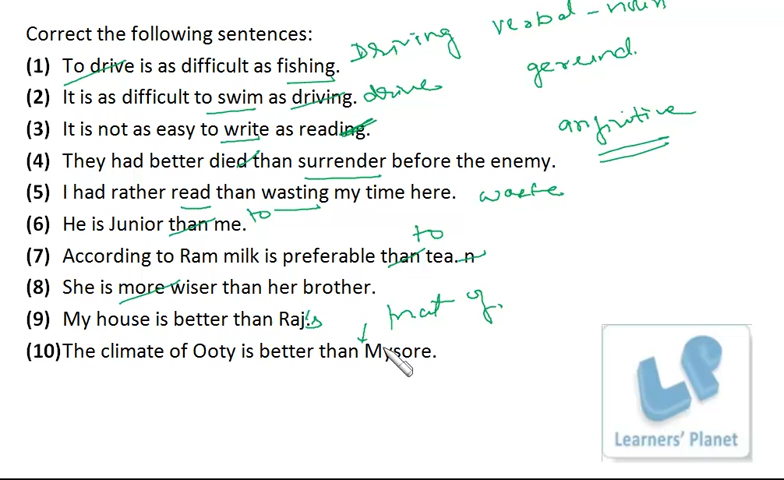 Correct the following sentences:
Driving
verbal - noun
(1) To drive is as difficult as fishing.
gerund.
(2) It is as difficult to swim as driving. drive
(3) It is not as easy to write as reading.
(4) They had better died than surrender before the enemy.
(5) I had rather read than wasting my time here. waste
(6) He is Junior than me. to
to
(7) According to Ram milk is preferable than tea. n
(8) She is more wiser than her brother.
that of.
(9) My house is better than Raj's
(10)The climate of Ooty is better than Mysore.
LP
Learners' Planet